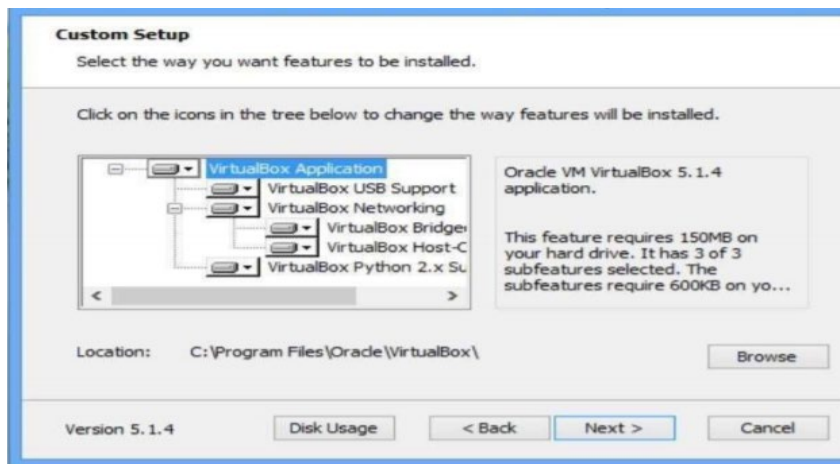 Custom Setup
Select the way you want features to be installed.
Click on the icons in the tree below to change the way features will be installed.
VirtualBox Application
VirtualBox USB Support
VirtualBox Networking
VirtualBox Bridge
VirtualBox Host-C
VirtualBox Python 2.x Su
Oracle VM VirtualBox 5.1.4
application.
This feature requires 150MB on
your hard drive. It has 3 of 3
subfeatures selected. The
subfeatures require 600KB on yo...
Location: C:\Program Files\Oracle\VirtualBox\
Browse
Version 5.1.4
Disk Usage
< Back
Next >
Cancel